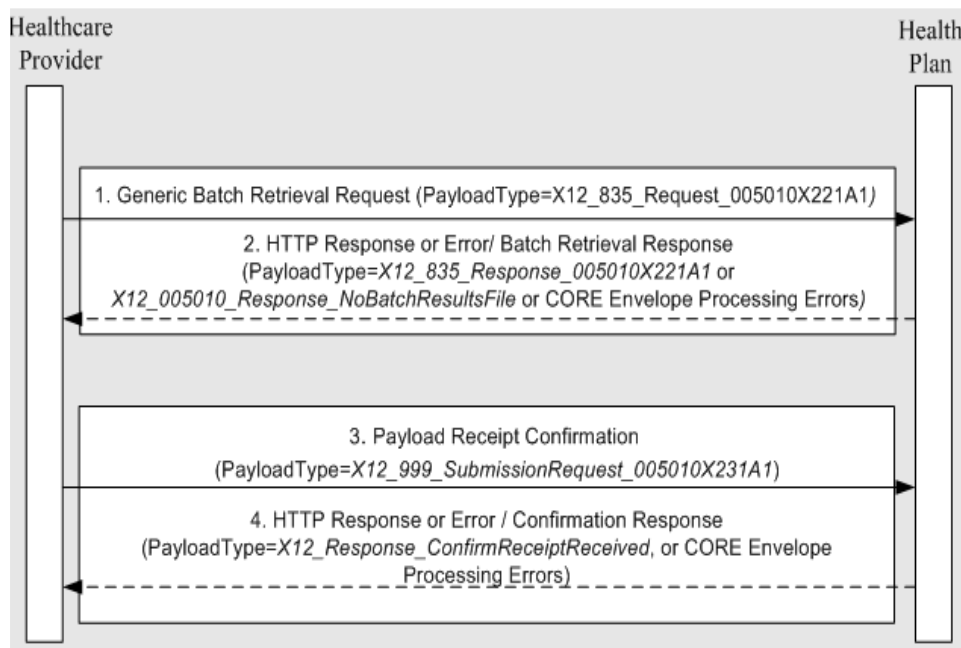 Healthcare
Provider
Health
Plan
1. Generic Batch Retrieval Request (PayloadType=X12_835_Request_005010X221A1)
2. HTTP Response or Error/ Batch Retrieval Response
(PayloadType=X12_835_Response_005010X221A1 or
X12_005010_Response_NoBatchResultsFile or CORE Envelope Processing Errors)
3. Payload Receipt Confirmation
(PayloadType=X12_999_SubmissionRequest_005010X231A1)
4. HTTP Response or Error / Confirmation Response
(PayloadType=X12_Response_ConfirmReceiptReceived, or CORE Envelope
Processing Errors)